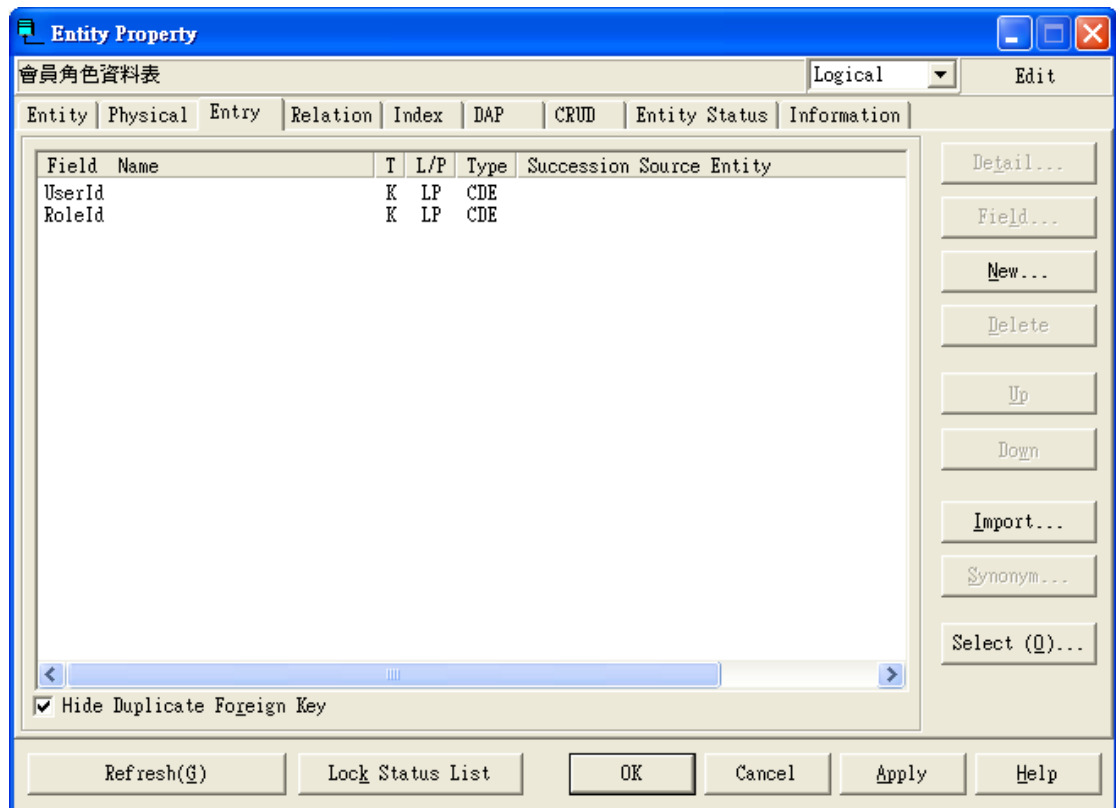 Entity Property
會員角色資料表 Logical Edit
Entity Physical Entry Relation Index DAP CRUD Entity Status Information
Field Name T L/P Type Succession Source Entity
UserId K LP CDE
RoleId K LP CDE
Detail...
Field...
New...
Delete
Up
Down
Import...
Synonym...
Select (O)...
Hide Duplicate Foreign Key
Refresh(G) Lock Status List OK Cancel Apply Help